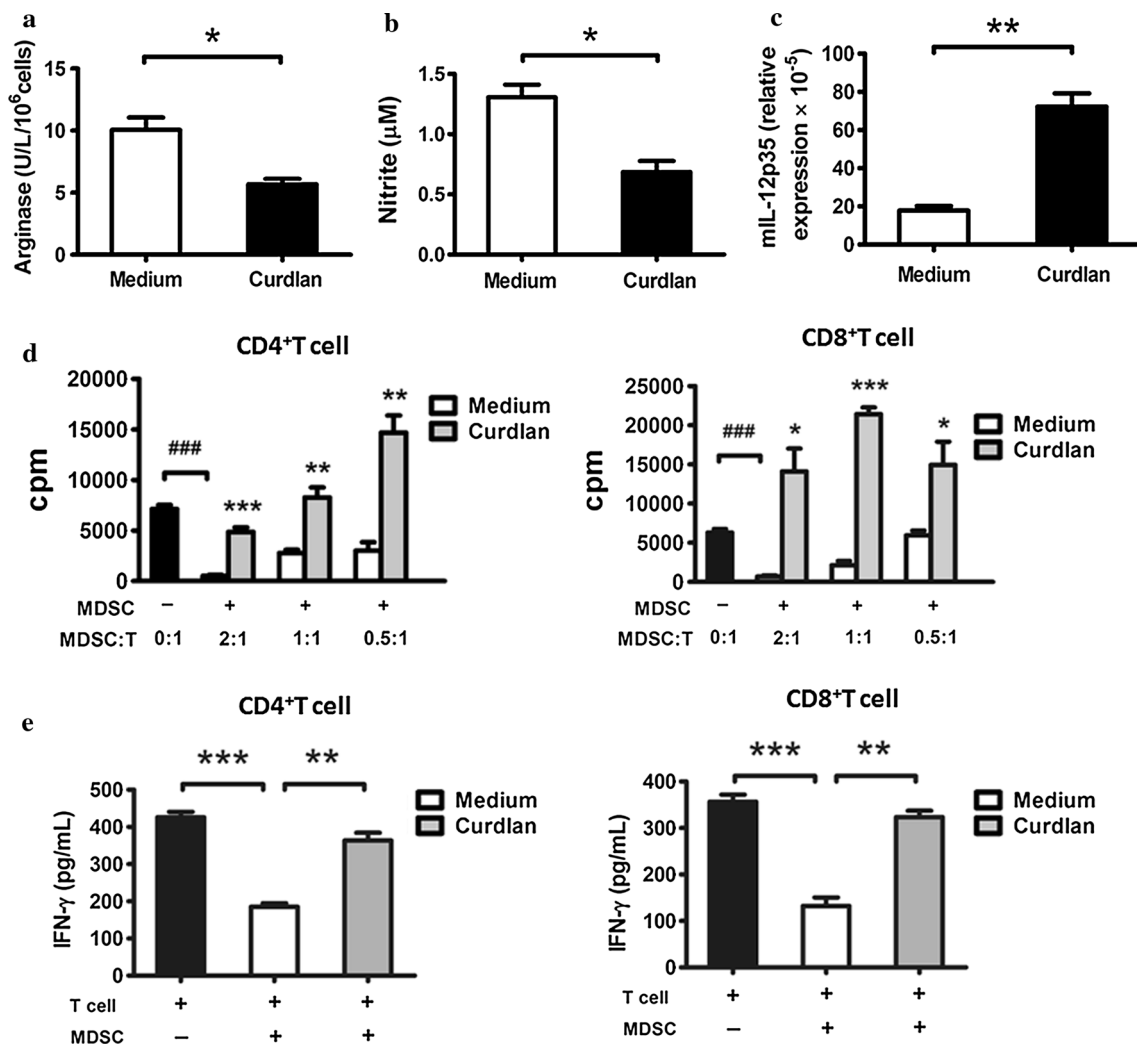 a
Arginase (U/L/10⁶cells)
15
10
5
0
*
Medium
Curdlan
b
Nitrite (μM)
1.5
1.0
0.5
0.0
*
Medium
Curdlan
c
mIL-12p35 (relative
expression × 10⁻⁵)
100
80
60
40
20
0
**
Medium
Curdlan
d
CD4⁺T cell
cpm
20000
15000
10000
5000
0
###
***
**
**
Medium
Curdlan
MDSC – + + +
MDSC:T 0:1 2:1 1:1 0.5:1
CD8⁺T cell
cpm
25000
20000
15000
10000
5000
0
###
*
***
*
Medium
Curdlan
MDSC – + + +
MDSC:T 0:1 2:1 1:1 0.5:1
e
CD4⁺T cell
IFN-γ (pg/mL)
500
400
300
200
100
0
***
**
Medium
Curdlan
T cell + + +
MDSC – + +
CD8⁺T cell
IFN-γ (pg/mL)
400
300
200
100
0
***
**
Medium
Curdlan
T cell + + +
MDSC – + +